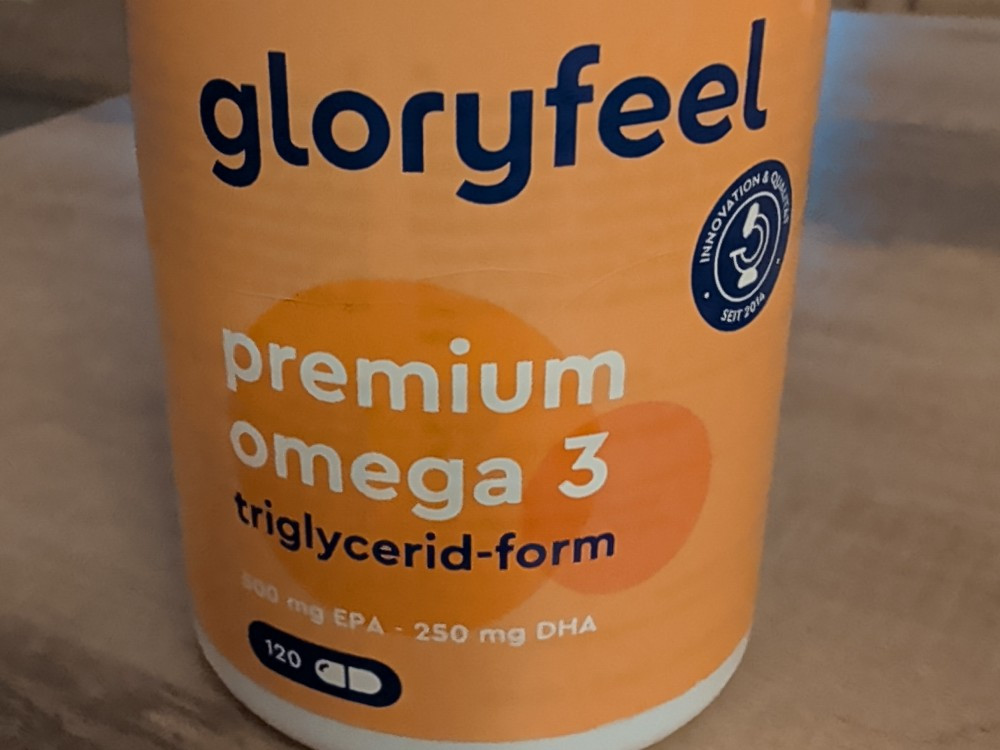 gloryfeel
INNOVATION & QUALITÄT
SEIT 2014
premium
omega 3
triglycerid-form
mg EPA - 250 mg DHA
120